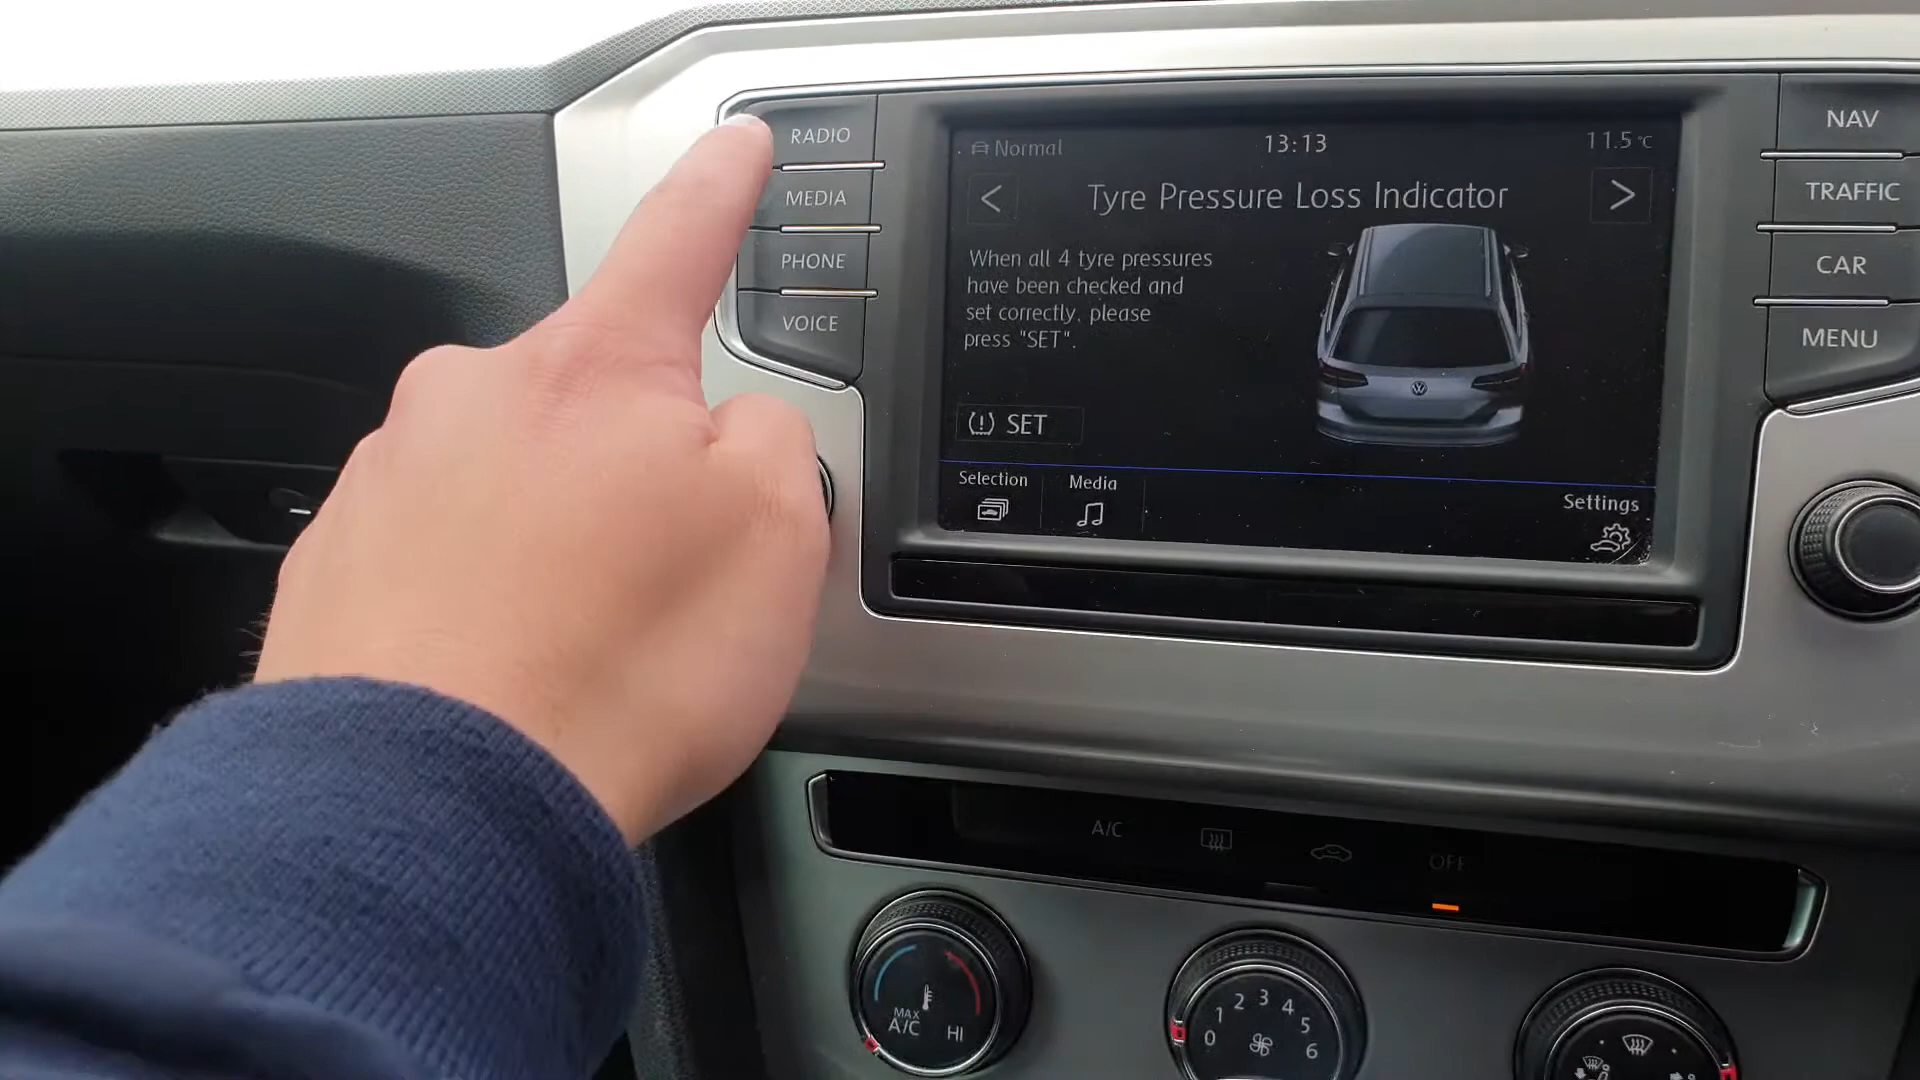 RADIO
MEDIA
PHONE
VOICE
Normal
13:13
11.5 °C
< Tyre Pressure Loss Indicator >
When all 4 tyre pressures
have been checked and
set correctly, please
press "SET".
(!) SET
Selection
Media
Settings
NAV
TRAFFIC
CAR
MENU
A/C
OFF
MAX
A/C
HI
0 1 2 3 4 5 6